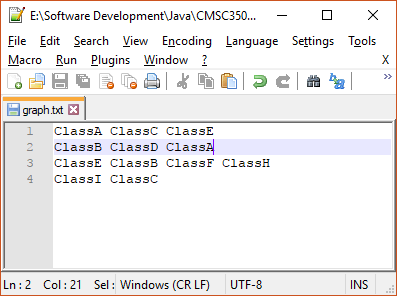 E:\Software Development\Java\CMSC350...
File Edit Search View Encoding Language Settings Tools
Macro Run Plugins Window ? X
graph.txt
1 ClassA ClassC ClassE
2 ClassB ClassD ClassA
3 ClassE ClassB ClassF ClassH
4 ClassI ClassC
Ln : 2 Col : 21 Sel : Windows (CR LF) UTF-8 INS